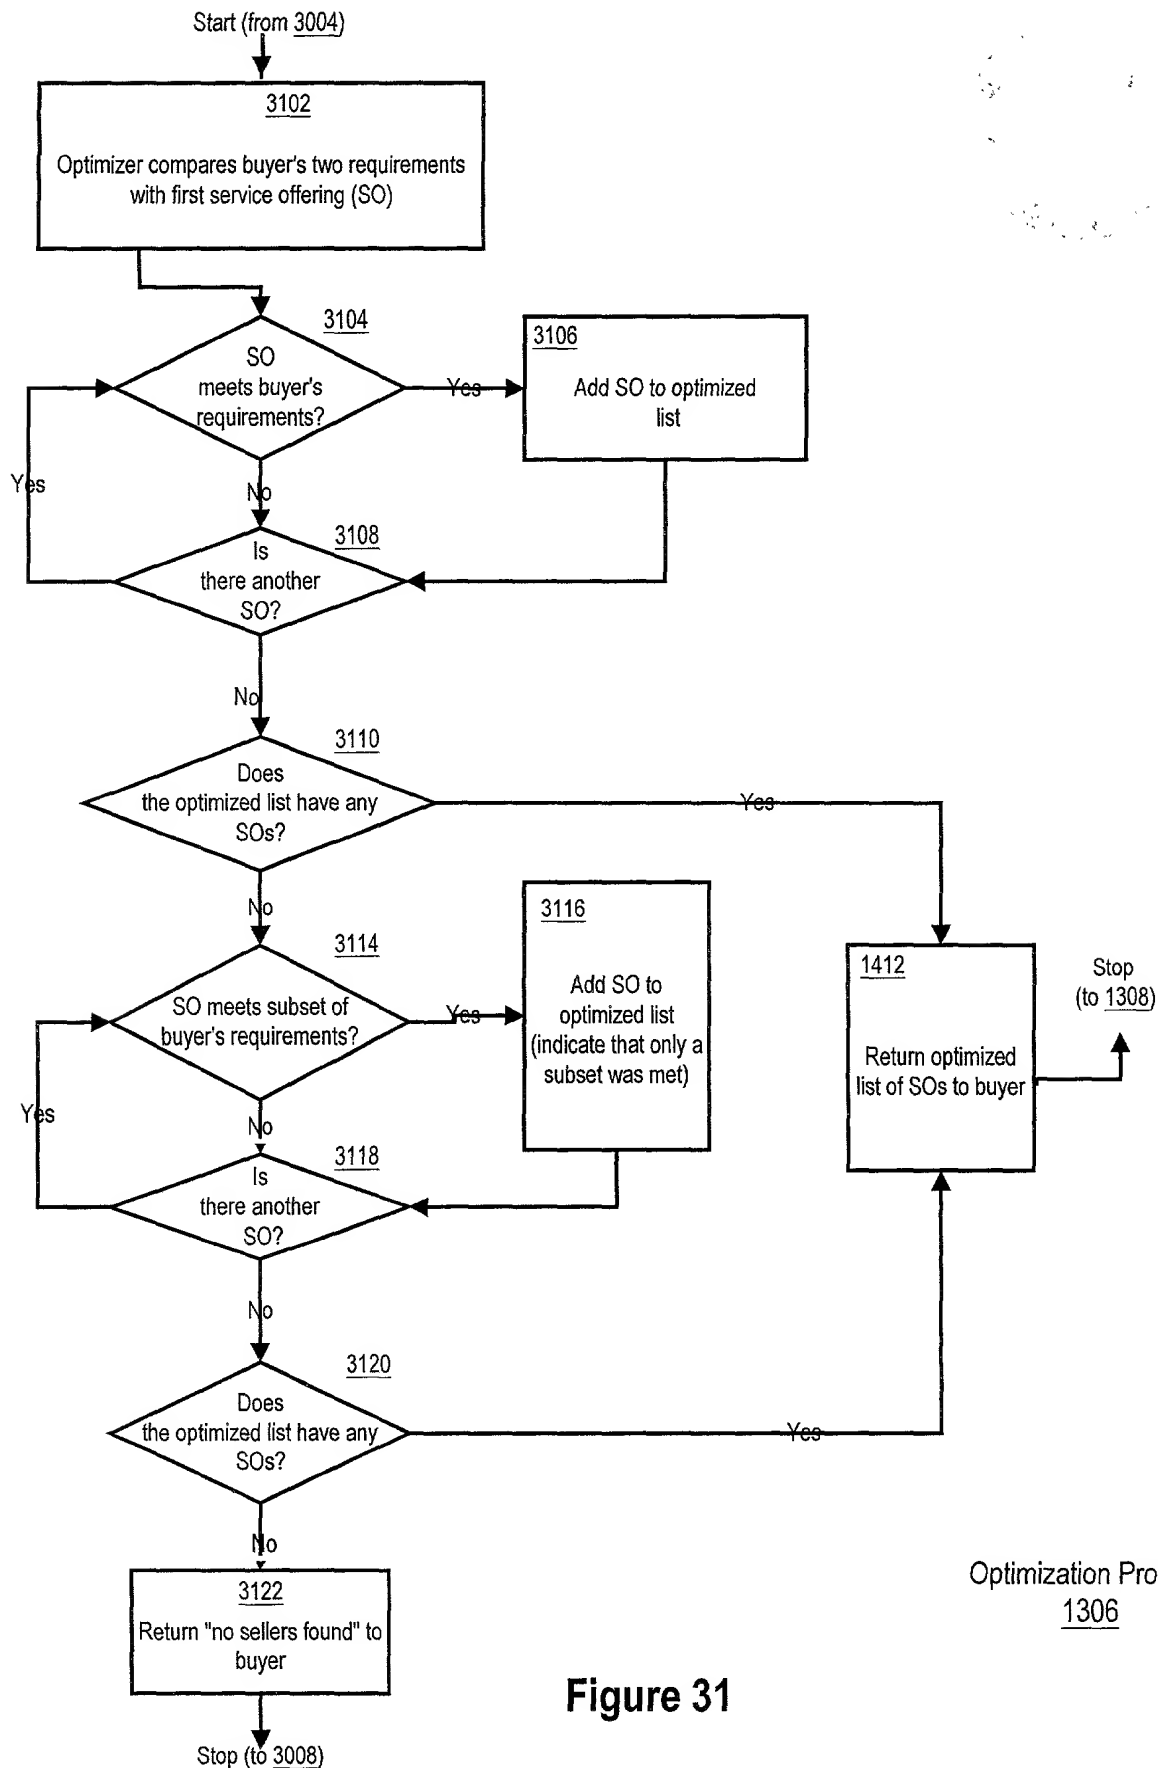 Start (from 3004)
3102
Optimizer compares buyer's two requirements
with first service offering (SO)
3104
SO
meets buyer's
requirements?
Yes
3106
Add SO to optimized
list
Yes
No
3108
Is
there another
SO?
No
3110
Does
the optimized list have any
SOs?
Yes
No
3114
SO meets subset of
buyer's requirements?
Yes
3116
Add SO to
optimized list
(indicate that only a
subset was met)
1412
Return optimized
list of SOs to buyer
Stop
(to 1308)
Yes
No
3118
Is
there another
SO?
No
3120
Does
the optimized list have any
SOs?
Yes
No
3122
Return "no sellers found" to
buyer
Stop (to 3008)
Optimization Pro
1306
Figure 31